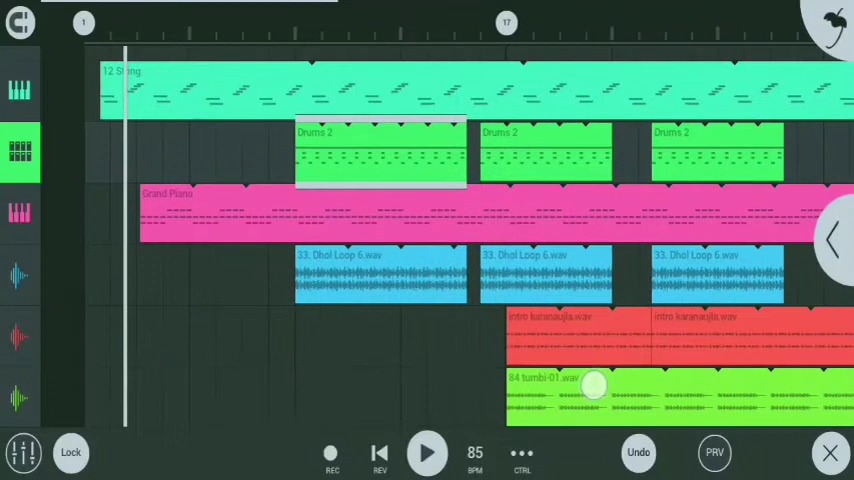 1
17
12 String
Drums 2
Drums 2
Drums 2
Grand Piano
33. Dhol Loop 6.wav
33. Dhol Loop 6.wav
33. Dhol Loop 6.wav
intro karanaujla.wav
intro karanaujla.wav
84 tumbi-01.wav
Lock
REC
REV
85
BPM
CTRL
Undo
PRV